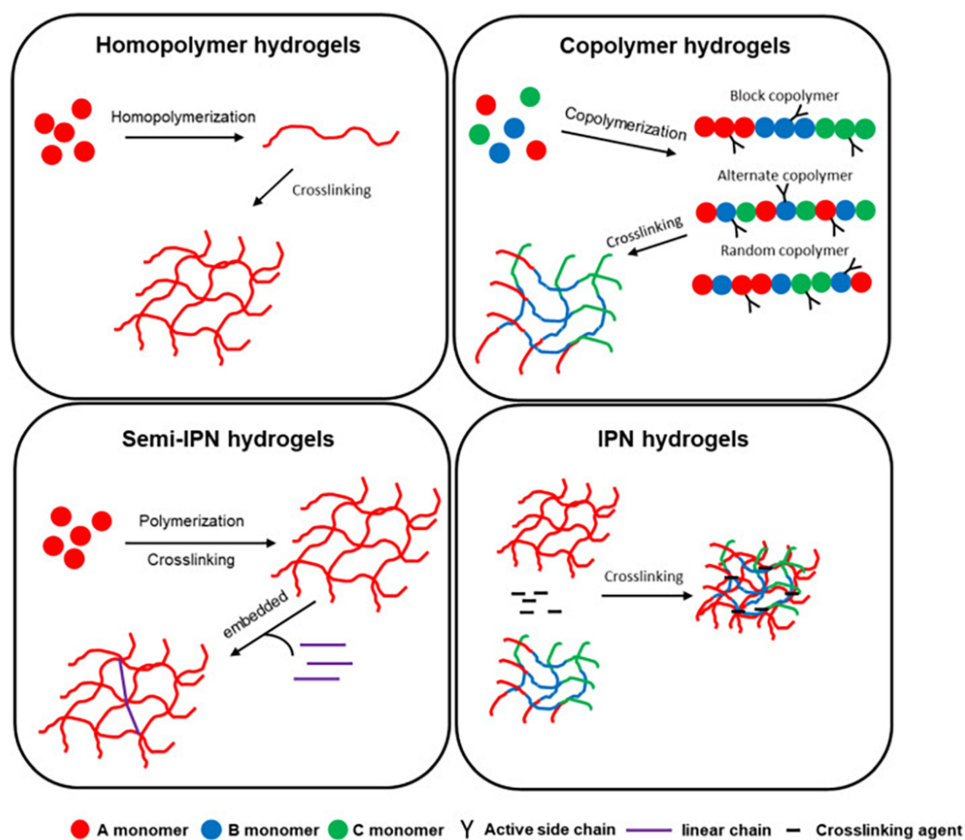 Homopolymer hydrogels
Homopolymerization
Crosslinking
Copolymer hydrogels
Copolymerization
Block copolymer
Alternate copolymer
Crosslinking
Random copolymer
Semi-IPN hydrogels
Polymerization
Crosslinking
embedded
IPN hydrogels
Crosslinking
A monomer B monomer C monomer Active side chain linear chain Crosslinking agent